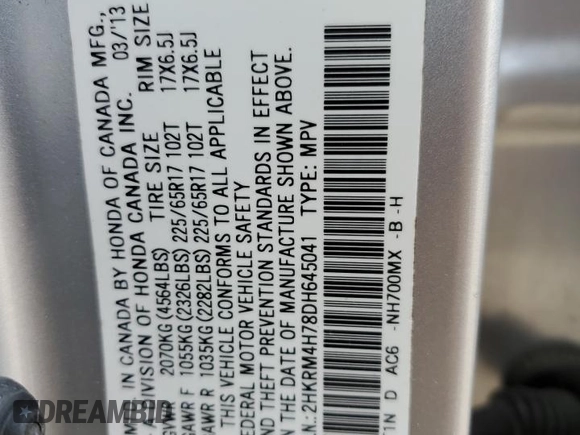 IN CANADA BY HONDA OF CANADA MFG.,
DIVISION OF HONDA CANADA INC. 03/'13
GVWR 2070KG (4564LBS) TIRE SIZE RIM SIZE
GAWR F 1055KG (2326LBS) 225/65R17 102T 17X6.5J
GAWR R 1035KG (2282LBS) 225/65R17 102T 17X6.5J
THIS VEHICLE CONFORMS TO ALL APPLICABLE
FEDERAL MOTOR VEHICLE SAFETY
AND THEFT PREVENTION STANDARDS IN EFFECT
ON THE DATE OF MANUFACTURE SHOWN ABOVE.
2HKRM4H78DH645041 TYPE: MPV
D AC6 -NH700MX -B -H
DREAMBID